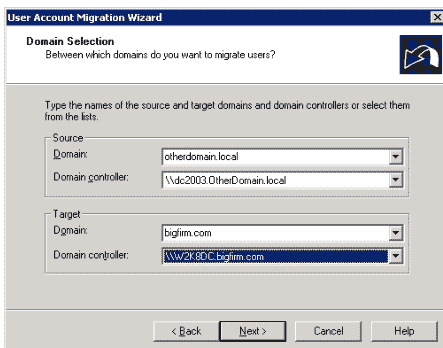 User Account Migration Wizard
Domain Selection
Between which domains do you want to migrate users?
Type the names of the source and target domains and domain controllers or select them
from the lists.
Source
Domain:
otherdomain.local
Domain controller:
\\dc2003.OtherDomain.local
Target
Domain:
bigfirm.com
Domain controller:
\\W2K8DC.bigfirm.com
< Back
Next >
Cancel
Help